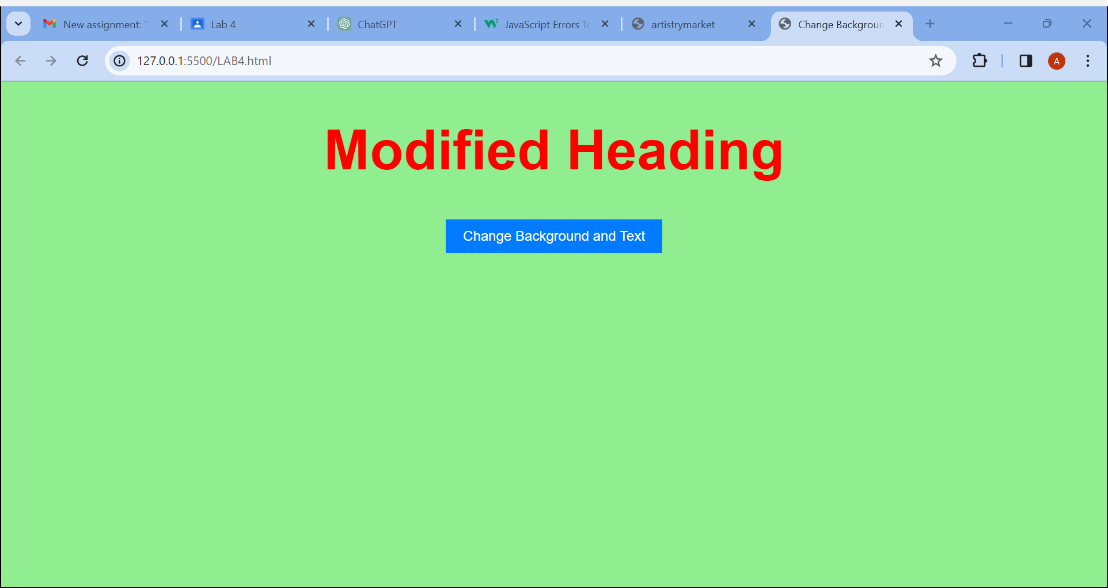 New assignment: "
Lab 4
ChatGPT
JavaScript Errors
artistrymarket
Change Backgroun
127.0.0.1:5500/LAB4.html
A
Modified Heading
Change Background and Text